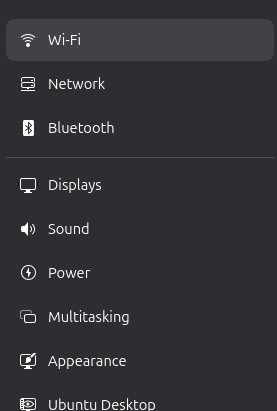 Wi-Fi
Network
Bluetooth
Displays
Sound
Power
Multitasking
Appearance
Ubuntu Desktop